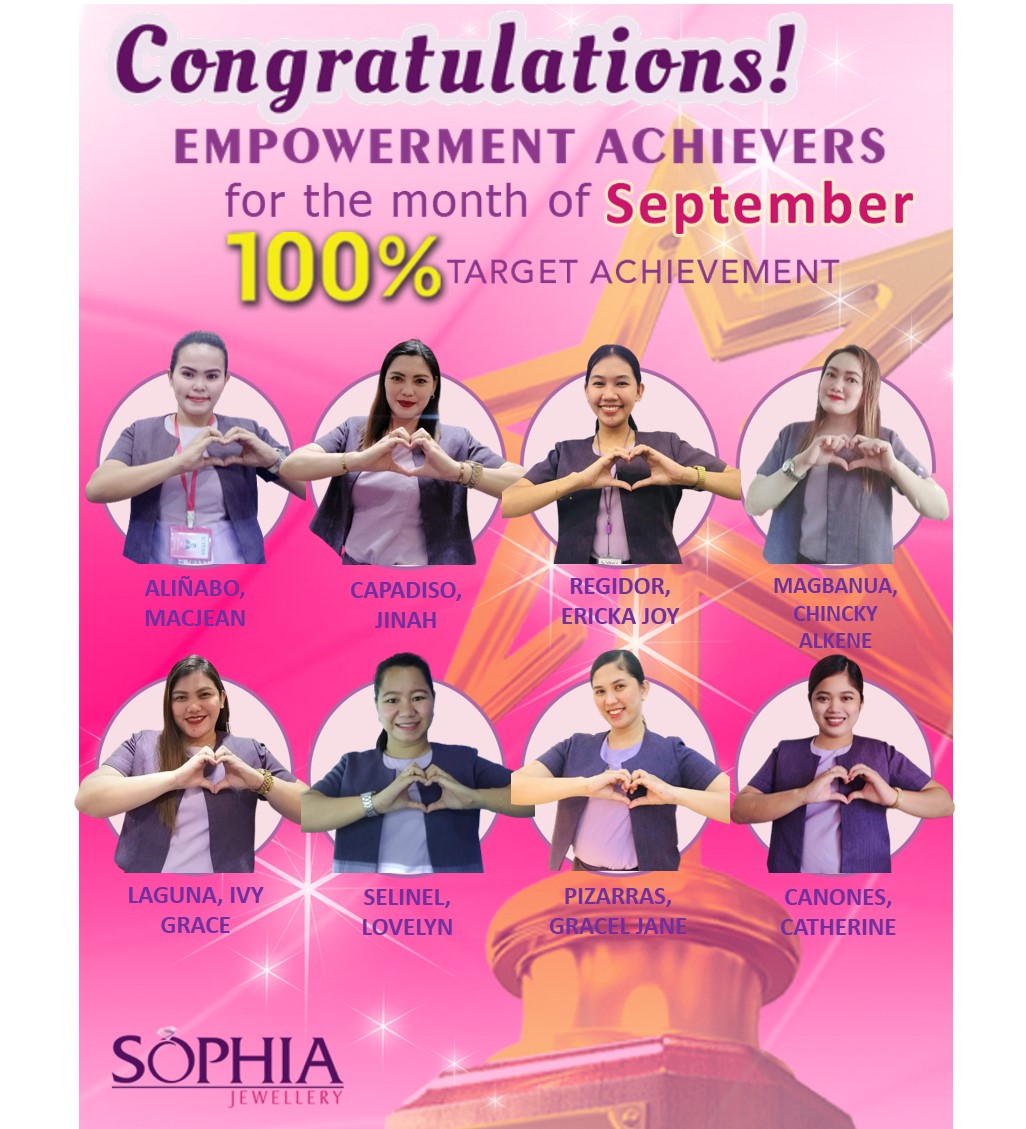 Congratulations!
EMPOWERMENT ACHIEVERS
for the month of September
100% TARGET ACHIEVEMENT
ALIÑABO,
MACJEAN
CAPADISO,
JINAH
REGIDOR,
ERICKA JOY
MAGBANUA,
CHINCKY
ALKENE
LAGUNA, IVY
GRACE
SELINEL,
LOVELYN
PIZARRAS,
GRACEL JANE
CANONES,
CATHERINE
SOPHIA
JEWELLERY